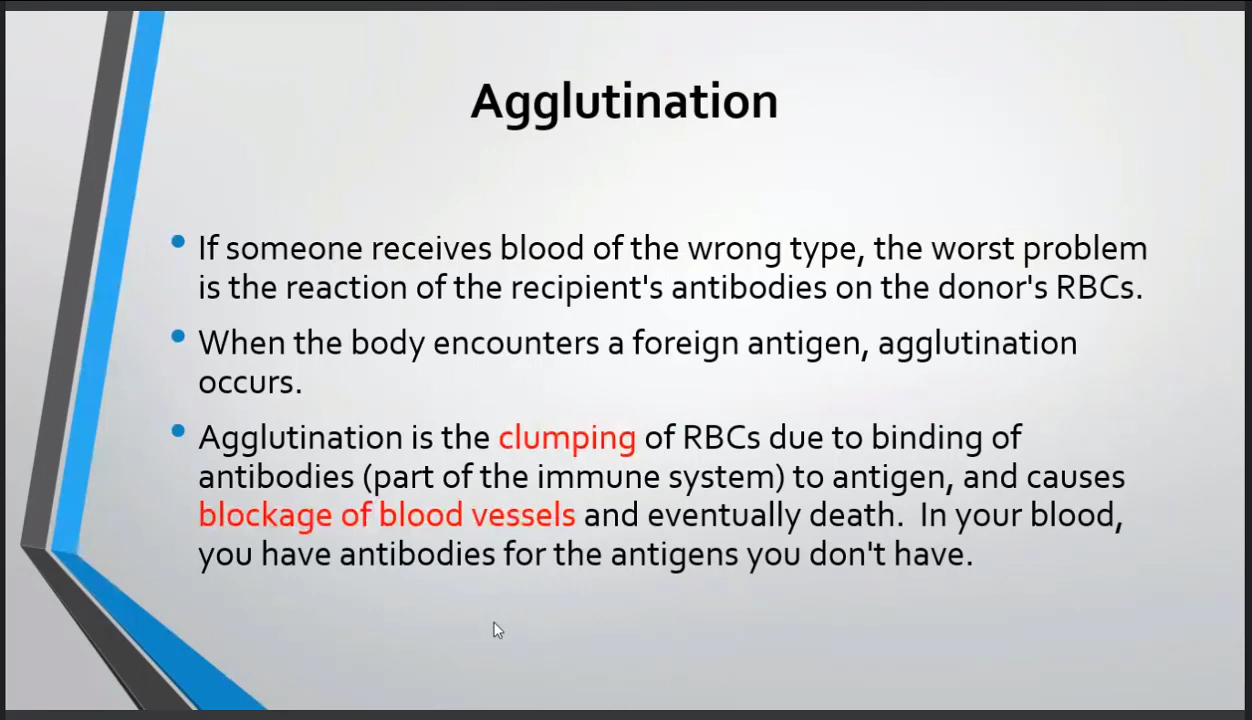 Agglutination
• If someone receives blood of the wrong type, the worst problem
is the reaction of the recipient's antibodies on the donor's RBCs.
• When the body encounters a foreign antigen, agglutination
occurs.
• Agglutination is the clumping of RBCs due to binding of
antibodies (part of the immune system) to antigen, and causes
blockage of blood vessels and eventually death.  In your blood,
you have antibodies for the antigens you don't have.